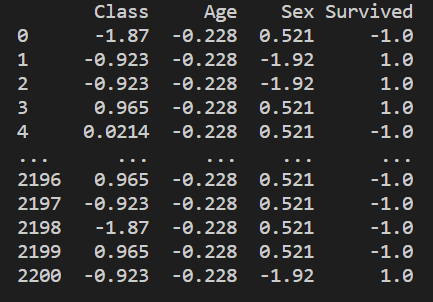 Class Age Sex Survived
0 -1.87 -0.228 0.521 -1.0
1 -0.923 -0.228 -1.92 1.0
2 -0.923 -0.228 -1.92 1.0
3 0.965 -0.228 0.521 1.0
4 0.0214 -0.228 0.521 -1.0
... ... ... ... ...
2196 0.965 -0.228 0.521 -1.0
2197 -0.923 -0.228 0.521 -1.0
2198 -1.87 -0.228 0.521 -1.0
2199 0.965 -0.228 0.521 -1.0
2200 -0.923 -0.228 -1.92 1.0